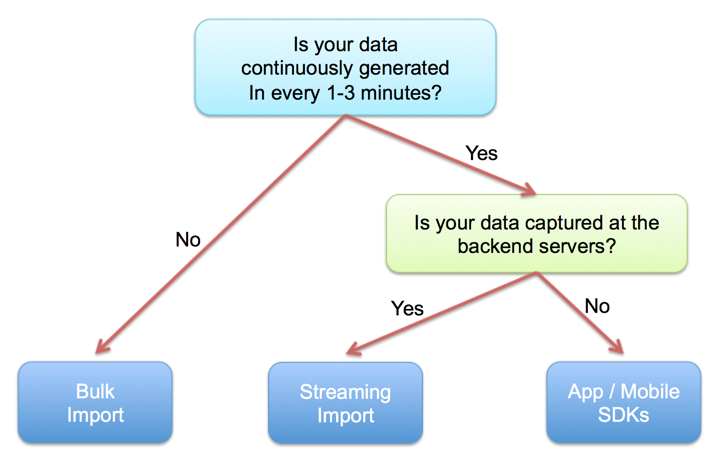 Is your data
continuously generated
In every 1-3 minutes?
Yes
No
Is your data captured at the
backend servers?
Yes
No
Bulk
Import
Streaming
Import
App / Mobile
SDKs